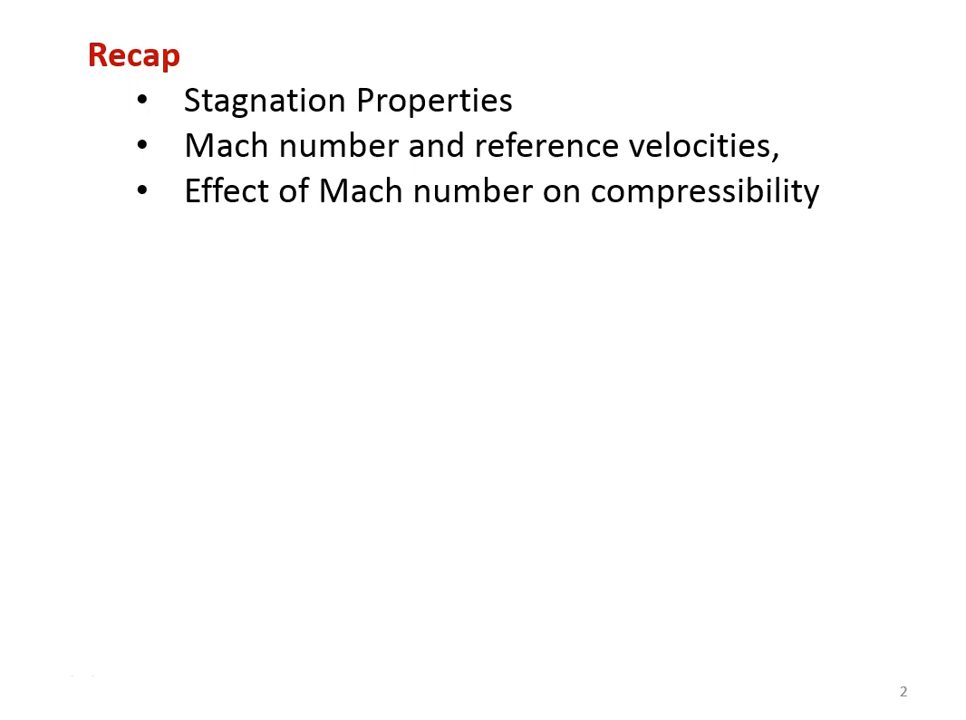 Recap
• Stagnation Properties
• Mach number and reference velocities,
• Effect of Mach number on compressibility
2